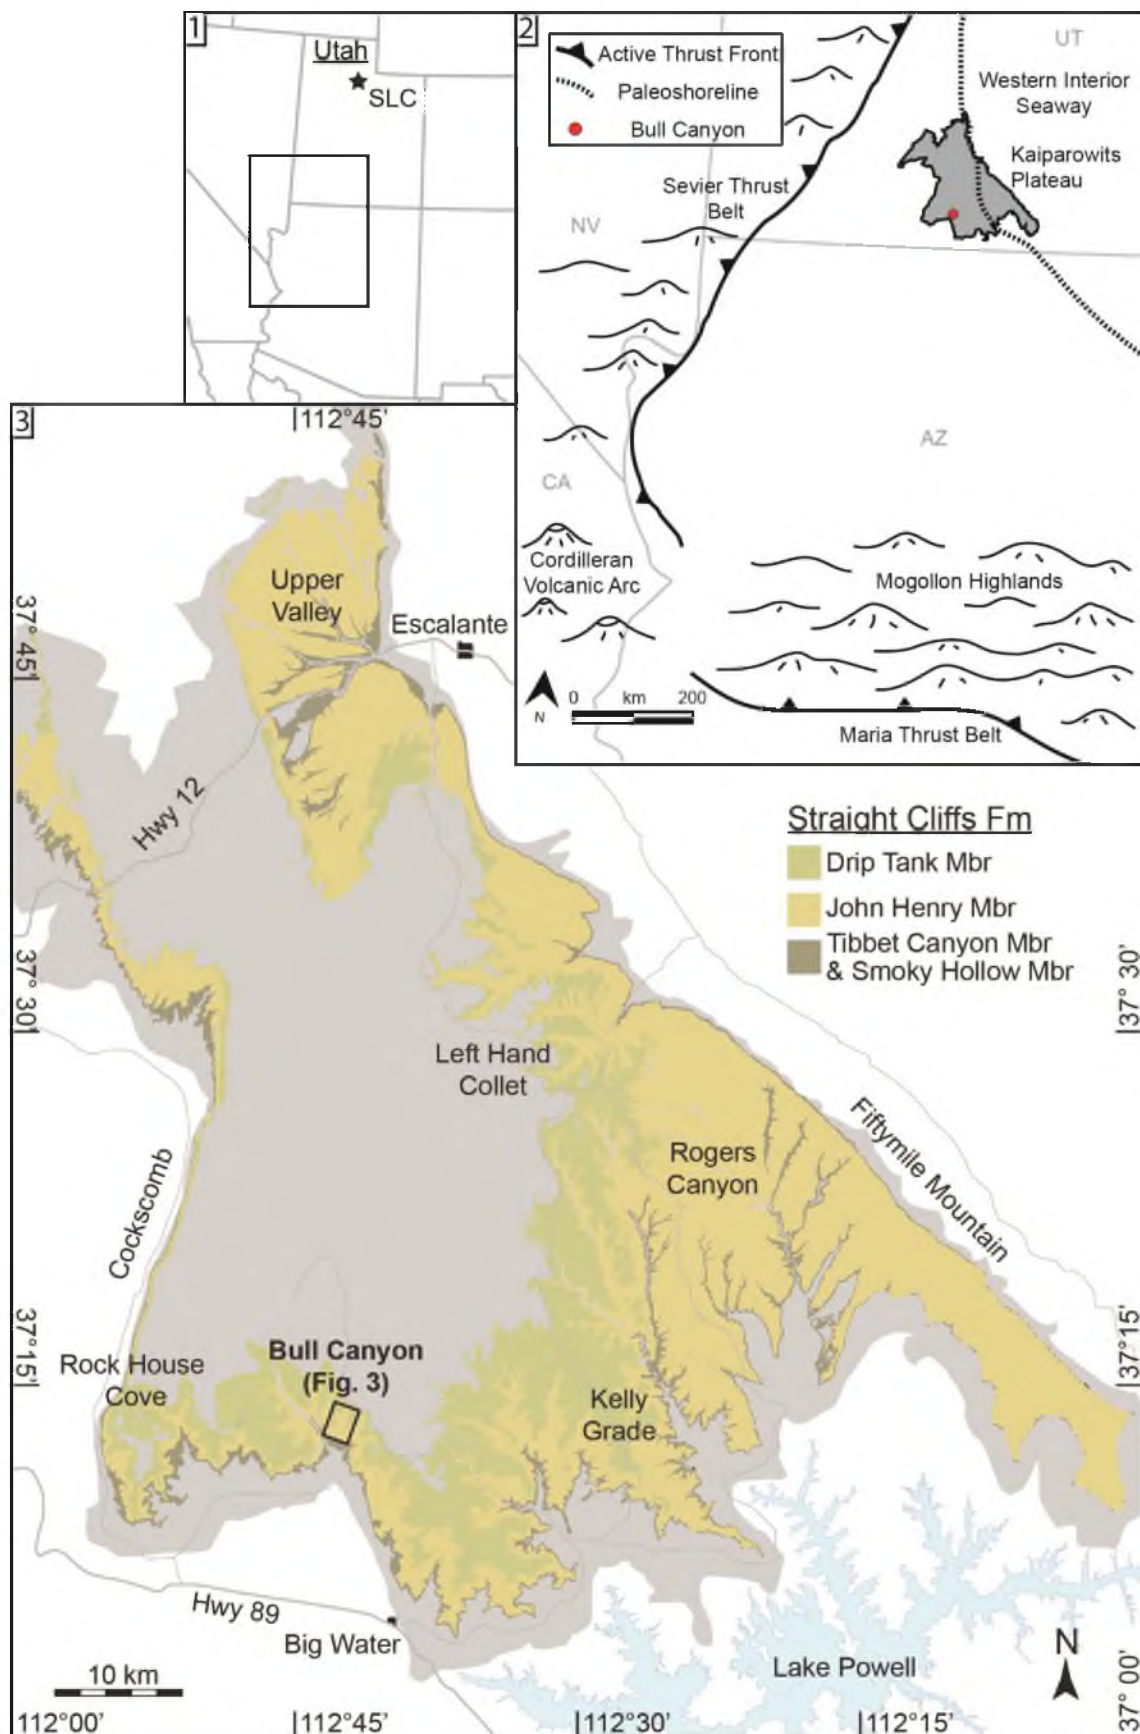 1
Utah
SLC
2
Active Thrust Front
Paleoshoreline
Bull Canyon
UT
Western Interior
Seaway
Kaiparowits
Plateau
Sevier Thrust
Belt
NV
AZ
CA
Cordilleran
Volcanic Arc
Mogollon Highlands
N
0 km 200
Maria Thrust Belt
3
112°45'
Upper
Valley
Escalante
37° 45'
Hwy 12
Straight Cliffs Fm
Drip Tank Mbr
John Henry Mbr
Tibbet Canyon Mbr
& Smoky Hollow Mbr
37° 30'
37° 30'
Left Hand
Collet
Rogers
Canyon
Fiftymile Mountain
Cockscomb
37°15'
37°15'
Rock House
Cove
Bull Canyon
(Fig. 3)
Kelly
Grade
Hwy 89
Big Water
Lake Powell
N
10 km
37° 00'
112°00'
112°45'
112°30'
112°15'